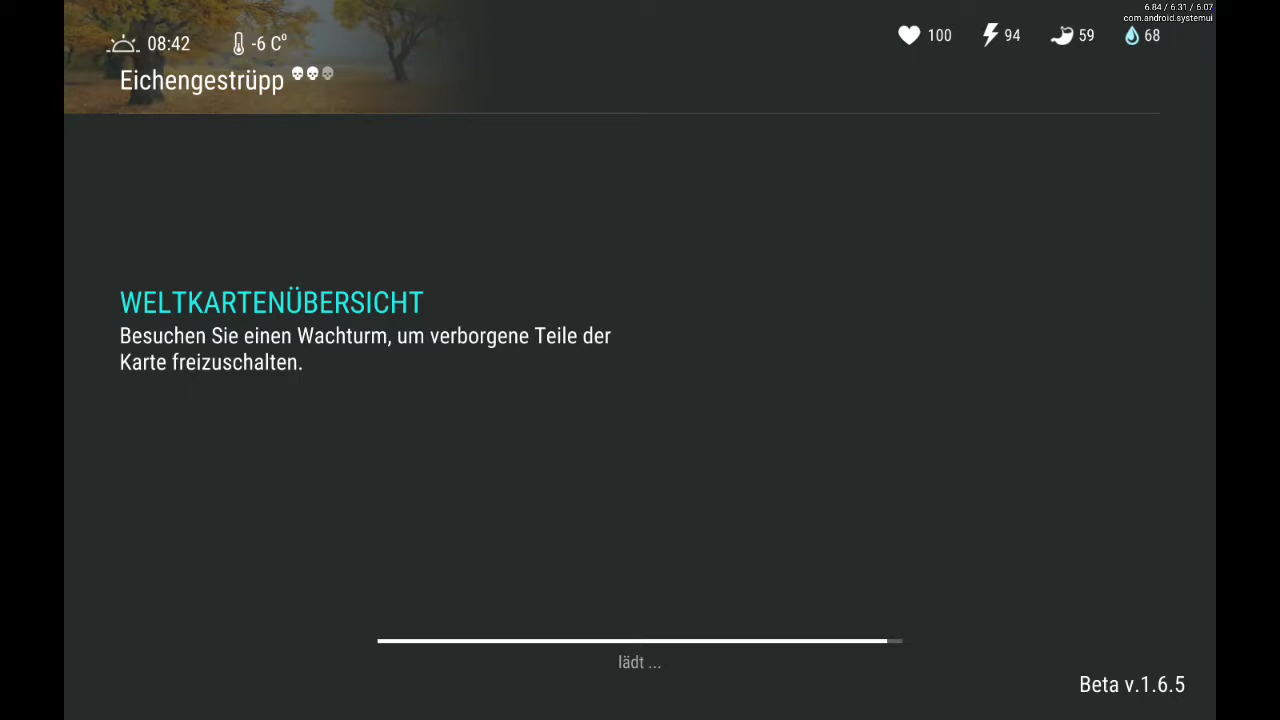 6.84 / 6.31 / 6.07
com.android.systemui
08:42 -6 C⁰ 100 94 59 68
Eichengestrüpp
WELTKARTENÜBERSICHT
Besuchen Sie einen Wachturm, um verborgene Teile der
Karte freizuschalten.
lädt ...
Beta v.1.6.5